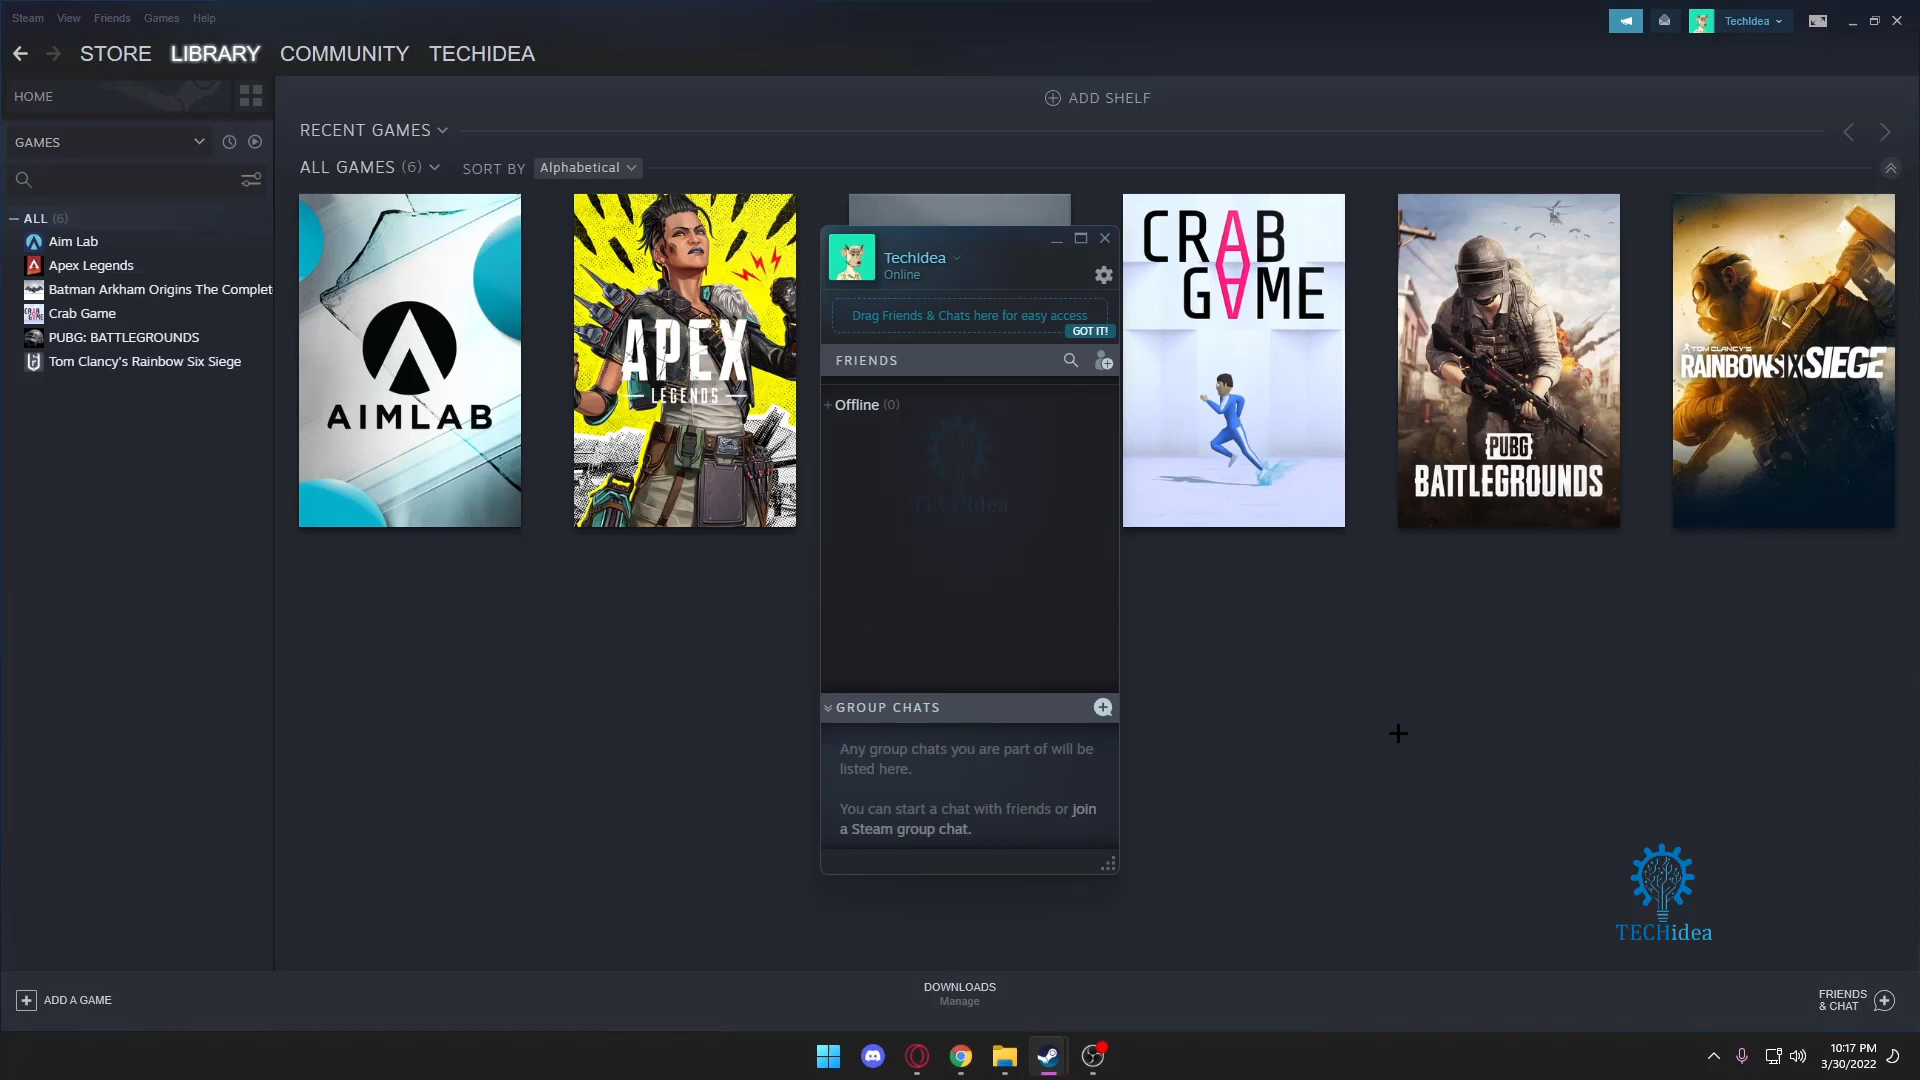 Steam View Friends Games Help
TechIdea
STORE LIBRARY COMMUNITY TECHIDEA
HOME
ADD SHELF
GAMES
RECENT GAMES
ALL GAMES (6) SORT BY Alphabetical
ALL (6)
Aim Lab
Apex Legends
Batman Arkham Origins The Complet
Crab Game
PUBG: BATTLEGROUNDS
Tom Clancy's Rainbow Six Siege
AIMLAB
APEX
LEGENDS
TechIdea
Online
Drag Friends & Chats here for easy access
GOT IT!
FRIENDS
Offline (0)
TECHidea
GROUP CHATS
Any group chats you are part of will be
listed here.
You can start a chat with friends or join
a Steam group chat.
CRAB
GAME
PUBG
BATTLEGROUNDS
TOM CLANCY'S
RAINBOWSIX SIEGE
TECHidea
ADD A GAME
DOWNLOADS
Manage
FRIENDS
& CHAT
10:17 PM
3/30/2022